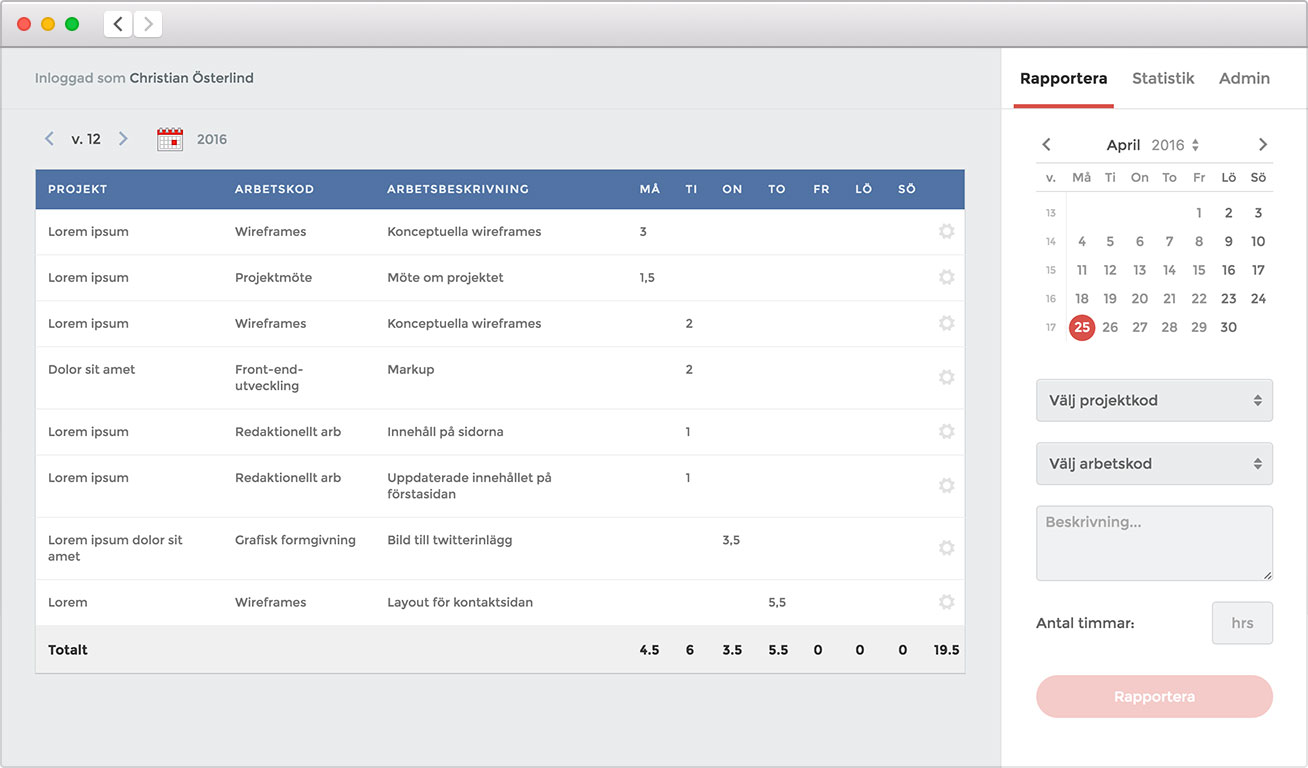 Inloggad som Christian Österlind
v. 12 2016
PROJEKT ARBETSKOD ARBETSBESKRIVNING MÅ TI ON TO FR LÖ SÖ
Lorem ipsum Wireframes Konceptuella wireframes 3
Lorem ipsum Projektmöte Möte om projektet 1,5
Lorem ipsum Wireframes Konceptuella wireframes 2
Dolor sit amet Front-end- Markup 2
utveckling
Lorem ipsum Redaktionellt arb Innehåll på sidorna 1
Lorem ipsum Redaktionellt arb Uppdaterade innehållet på 1
förstasidan
Lorem ipsum dolor sit Grafisk formgivning Bild till twitterinlägg 3,5
amet
Lorem Wireframes Layout för kontaktsidan 5,5
Totalt 4.5 6 3.5 5.5 0 0 0 19.5
Rapportera Statistik Admin
April 2016
v. Må Ti On To Fr Lö Sö
13 1 2 3
14 4 5 6 7 8 9 10
15 11 12 13 14 15 16 17
16 18 19 20 21 22 23 24
17 25 26 27 28 29 30
Välj projektkod
Välj arbetskod
Beskrivning...
Antal timmar: hrs
Rapportera